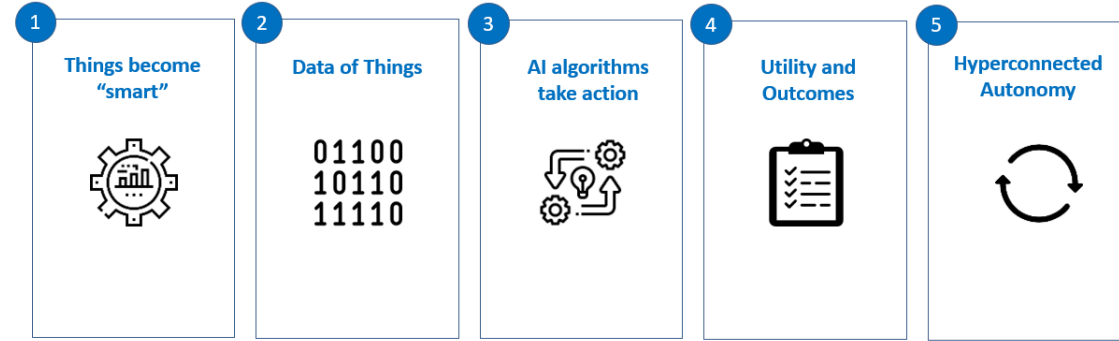 1
Things become
“smart”
01100
10110
11110
2
Data of Things
3
AI algorithms
take action
4
Utility and
Outcomes
5
Hyperconnected
Autonomy